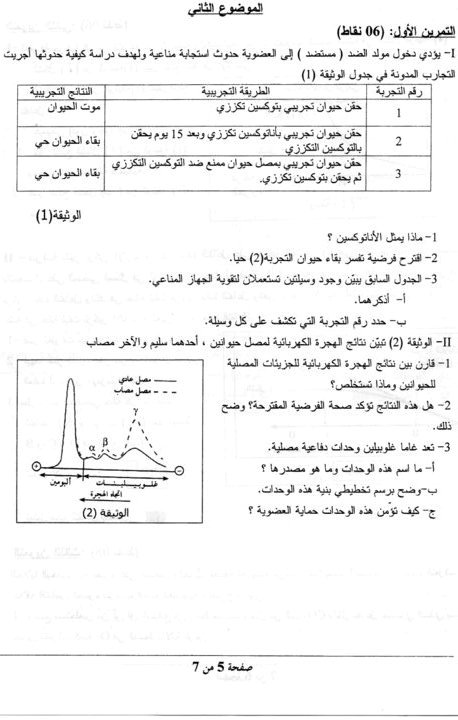 الموضوع الثاني
التمرين الأول: (06 نقاط)
I- يؤدي دخول مولد الضد ( مستضد ) إلى العضوية حدوث استجابة مناعية ولهدف دراسة كيفية حدوثها أجريت
التجارب المدونة في جدول الوثيقة (1)
رقم التجربة الطريقة التجريبية النتائج التجريبية
1 حقن حيوان تجريبي بتوكسين تكززي موت الحيوان
2 حقن حيوان تجريبي بأناتوكسين تكززي وبعد 15 يوم يحقن
بالتوكسين التكززي بقاء الحيوان حي
3 حقن حيوان تجريبي بمصل حيوان ممنع ضد التوكسين التكززي
ثم يحقن بتوكسين تكززي. بقاء الحيوان حي
الوثيقة(1)
1- ماذا يمثل الأناتوكسين ؟
2- اقترح فرضية تفسر بقاء حيوان التجربة(2) حيا.
3- الجدول السابق يبيّن وجود وسيلتين تستعملان لتقوية الجهاز المناعي.
أ- أذكرهما.
ب- حدد رقم التجربة التي تكشف على كل وسيلة.
II- الوثيقة (2) تبيّن نتائج الهجرة الكهربائية لمصل حيوانين ، أحدهما سليم والآخر مصاب
1- قارن بين نتائج الهجرة الكهربائية للجزيئات المصلية
للحيوانين وماذا تستخلص؟
2- هل هذه النتائج تؤكد صحة الفرضية المقترحة؟ وضح
ذلك.
3- تعد غاما غلوبيلين وحدات دفاعية مصلية.
أ- ما اسم هذه الوحدات وما هو مصدرها ؟
ب-وضح برسم تخطيطي بنية هذه الوحدات.
ج- كيف تؤمّن هذه الوحدات حماية العضوية ؟
مصل عادي
مصل مصاب
α β γ
+ -
ألبومين غلوبيلينات
اتجاه الهجرة
الوثيقة (2)
صفحة 5 من 7